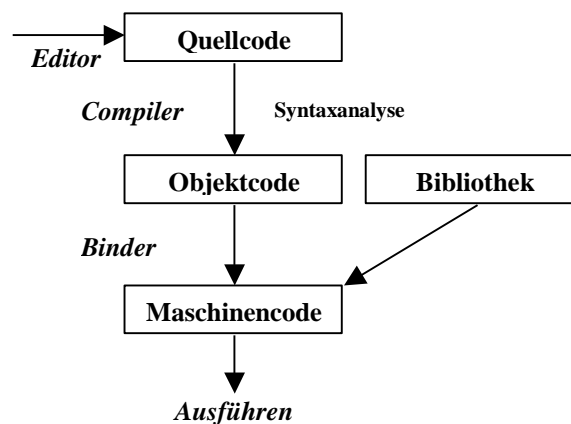 Quellcode
Editor
Compiler
Syntaxanalyse
Objektcode
Bibliothek
Binder
Maschinencode
Ausführen